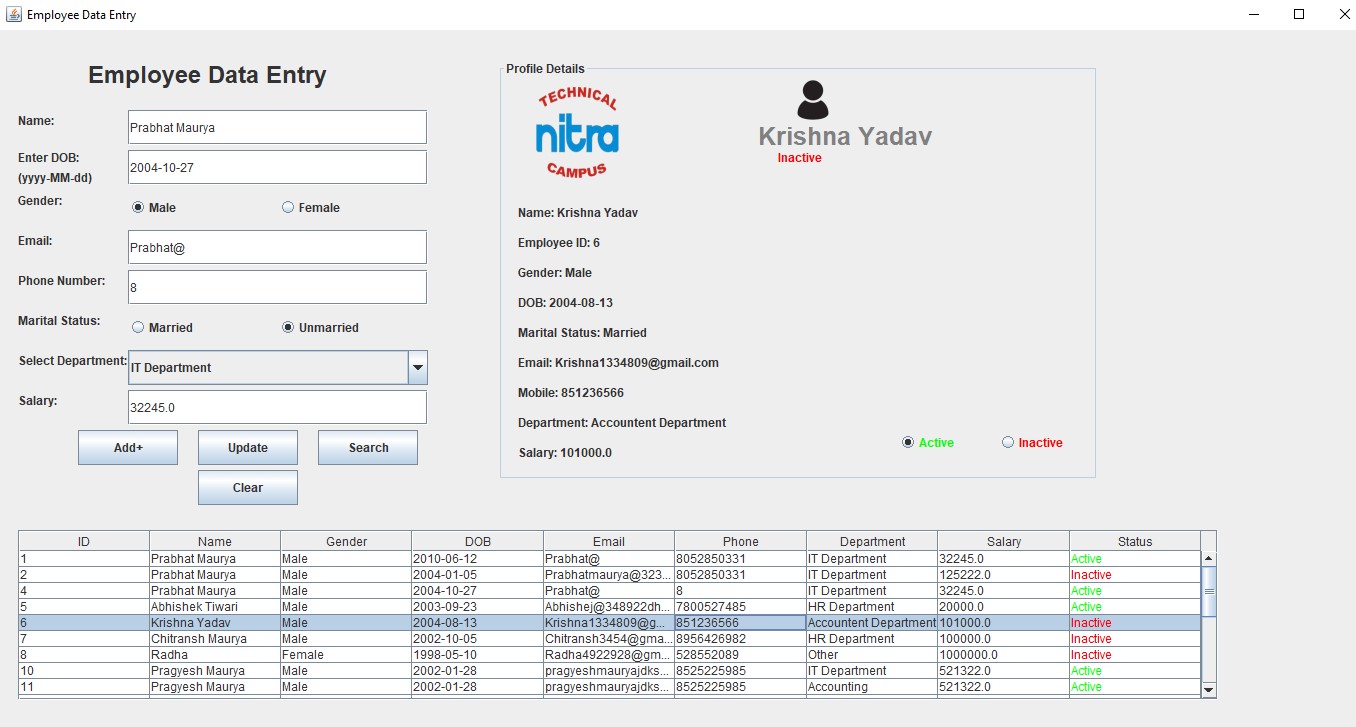 Employee Data Entry
Employee Data Entry
Name: Prabhat Maurya
Enter DOB:
(yyyy-MM-dd) 2004-10-27
Gender: Male Female
Email: Prabhat@
Phone Number: 8
Marital Status: Married Unmarried
Select Department: IT Department
Salary: 32245.0
Add+ Update Search
Clear
Profile Details
TECHNICAL
nitra
CAMPUS
Krishna Yadav
Inactive
Name: Krishna Yadav
Employee ID: 6
Gender: Male
DOB: 2004-08-13
Marital Status: Married
Email: Krishna1334809@gmail.com
Mobile: 851236566
Department: Accountent Department
Salary: 101000.0
Active Inactive
ID Name Gender DOB Email Phone Department Salary Status
1 Prabhat Maurya Male 2010-06-12 Prabhat@ 8052850331 IT Department 32245.0 Active
2 Prabhat Maurya Male 2004-01-05 Prabhatmaurya@323... 8052850331 IT Department 125222.0 Inactive
4 Prabhat Maurya Male 2004-10-27 Prabhat@ 8 IT Department 32245.0 Active
5 Abhishek Tiwari Male 2003-09-23 Abhishej@348922dh... 7800527485 HR Department 20000.0 Active
6 Krishna Yadav Male 2004-08-13 Krishna1334809@g... 851236566 Accountent Department 101000.0 Inactive
7 Chitransh Maurya Male 2002-10-05 Chitransh3454@gma... 8956426982 HR Department 100000.0 Inactive
8 Radha Female 1998-05-10 Radha4922928@gm... 528552089 Other 1000000.0 Inactive
10 Pragyesh Maurya Male 2002-01-28 pragyeshmauryajdks... 8525225985 IT Department 521322.0 Active
11 Pragyesh Maurya Male 2002-01-28 pragyeshmauryajdks... 8525225985 Accounting 521322.0 Active